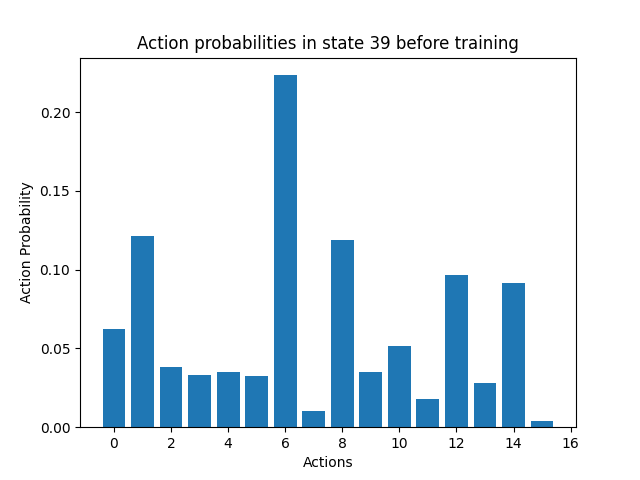 Action probabilities in state 39 before training
Action Probability
0.20
0.15
0.10
0.05
0.00
0 2 4 6 8 10 12 14 16
Actions